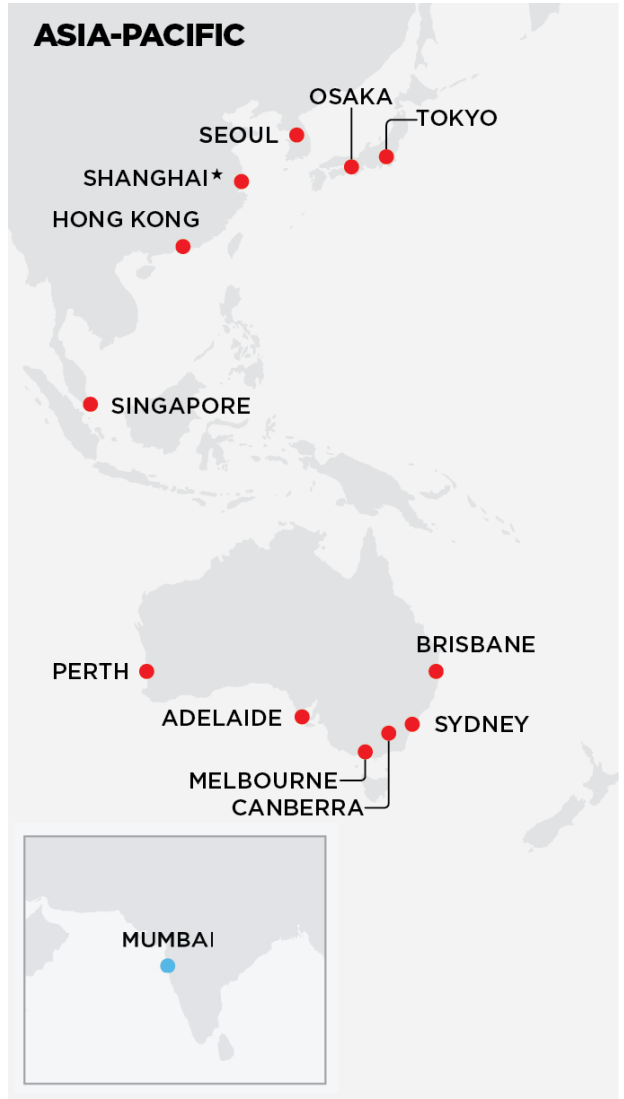 ASIA-PACIFIC
OSAKA
TOKYO
SEOUL
SHANGHAI★
HONG KONG
SINGAPORE
BRISBANE
PERTH
ADELAIDE
SYDNEY
MELBOURNE
CANBERRA
MUMBAI